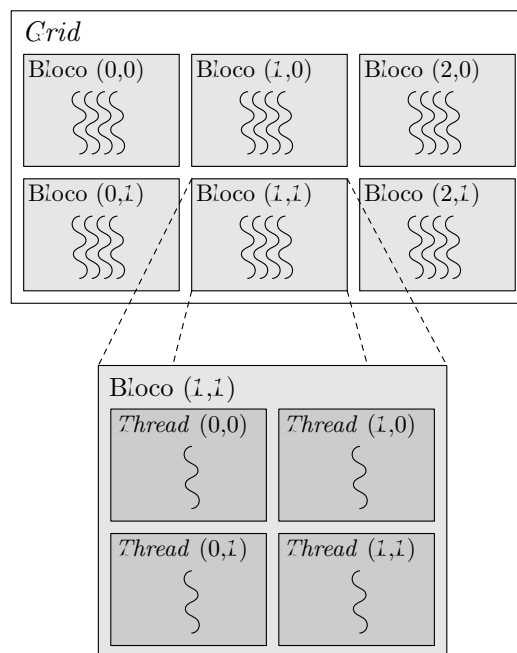 Grid
Bloco (0,0) Bloco (1,0) Bloco (2,0)
Bloco (0,1) Bloco (1,1) Bloco (2,1)
Bloco (1,1)
Thread (0,0) Thread (1,0)
Thread (0,1) Thread (1,1)